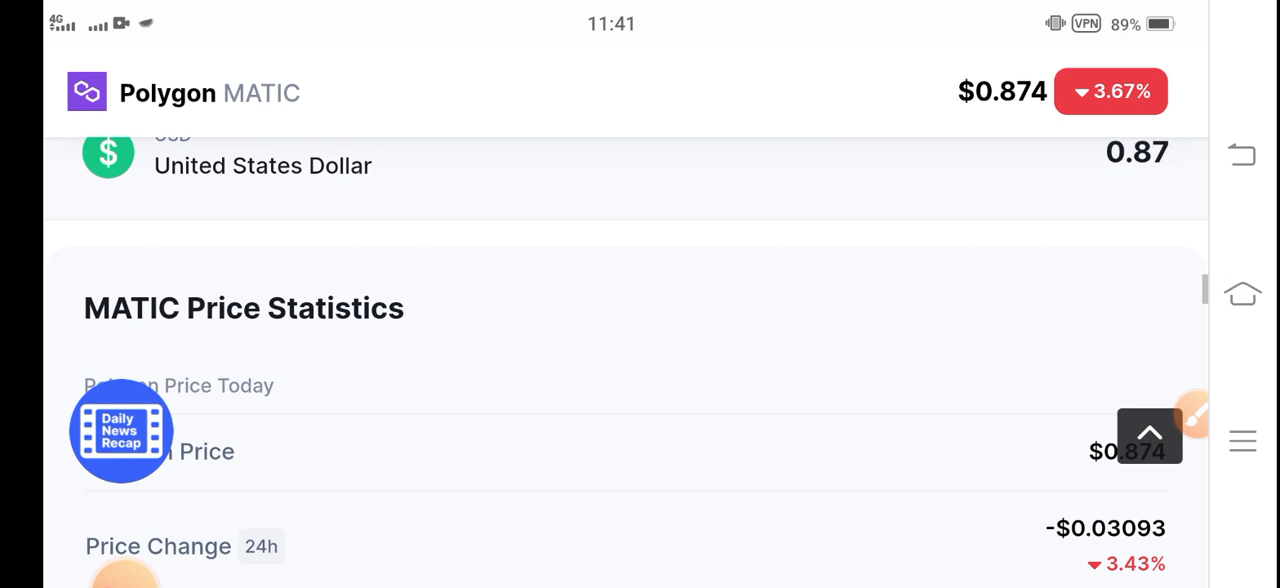 4G 11:41 VPN 89%
Polygon MATIC $0.874 3.67%
United States Dollar 0.87
MATIC Price Statistics
Price Today
Daily
News
Recap
Price $0.874
-$0.03093
Price Change 24h
3.43%